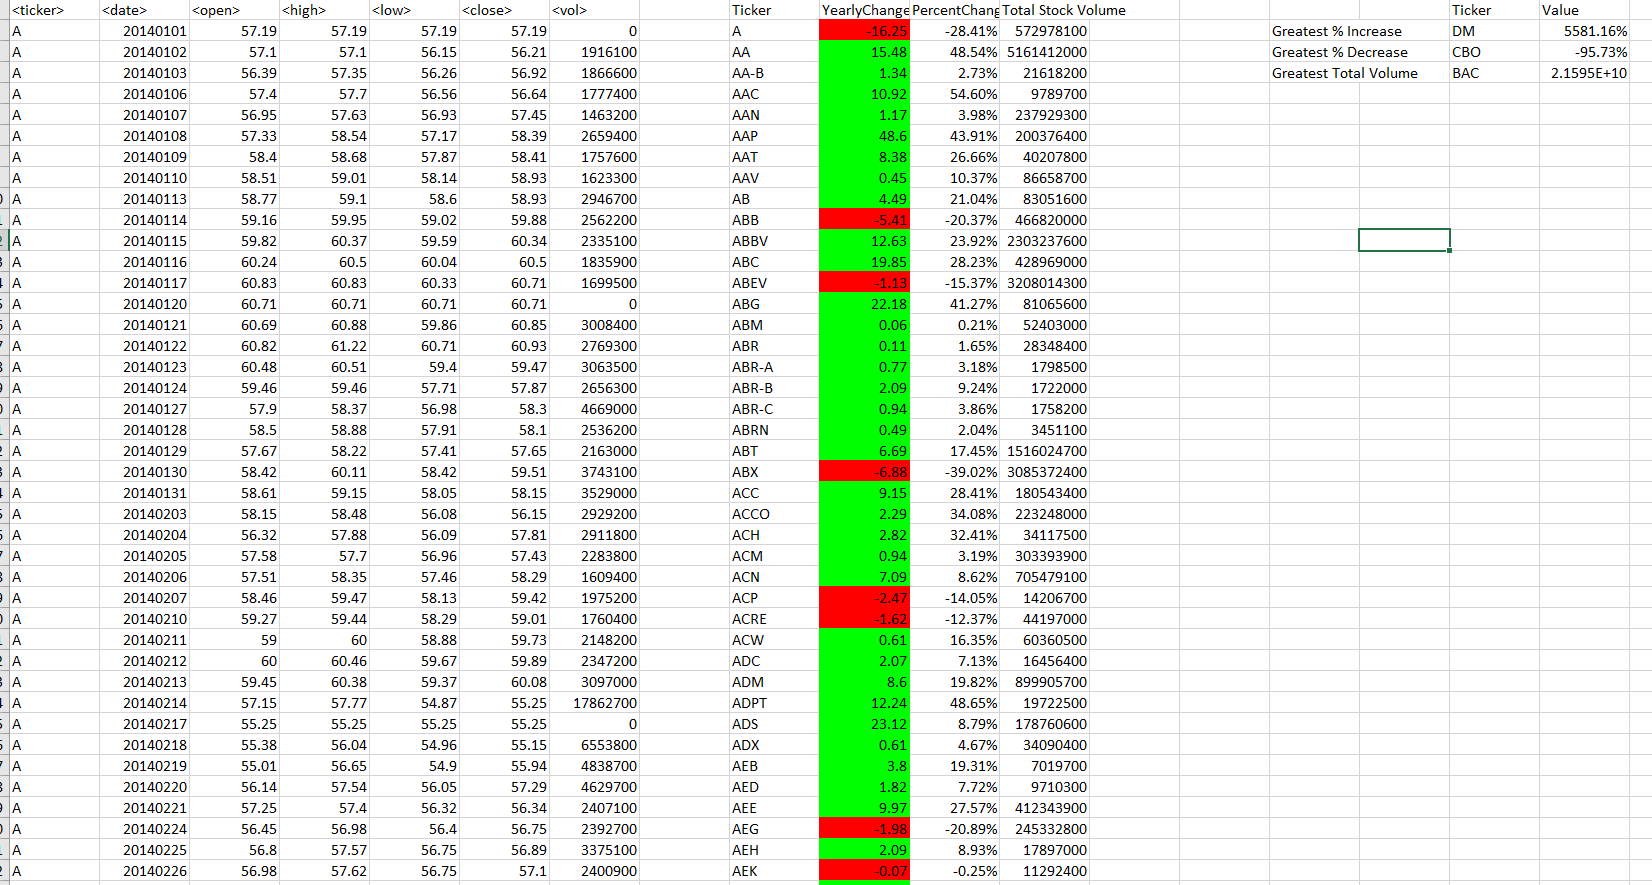 <ticker> <date> <open> <high> <low> <close> <vol> Ticker YearlyChange PercentChang Total Stock Volume Ticker Value
A 20140101 57.19 57.19 57.19 57.19 0 A -16.25 -28.41% 572978100 Greatest % Increase DM 5581.16%
A 20140102 57.1 57.1 56.15 56.21 1916100 AA 15.48 48.54% 5161412000 Greatest % Decrease CBO -95.73%
A 20140103 56.39 57.35 56.26 56.92 1866600 AA-B 1.34 2.73% 21618200 Greatest Total Volume BAC 2.1595E+10
A 20140106 57.4 57.7 56.56 56.64 1777400 AAC 10.92 54.60% 9789700
A 20140107 56.95 57.63 56.93 57.45 1463200 AAN 1.17 3.98% 237929300
A 20140108 57.33 58.54 57.17 58.39 2659400 AAP 48.6 43.91% 200376400
A 20140109 58.4 58.68 57.87 58.41 1757600 AAT 8.38 26.66% 40207800
A 20140110 58.51 59.01 58.14 58.93 1623300 AAV 0.45 10.37% 86658700
A 20140113 58.77 59.1 58.6 58.93 2946700 AB 4.49 21.04% 83051600
A 20140114 59.16 59.95 59.02 59.88 2562200 ABB -5.41 -20.37% 466820000
A 20140115 59.82 60.37 59.59 60.34 2335100 ABBV 12.63 23.92% 2303237600
A 20140116 60.24 60.5 60.04 60.5 1835900 ABC 19.85 28.23% 428969000
A 20140117 60.83 60.83 60.33 60.71 1699500 ABEV -1.13 -15.37% 3208014300
A 20140120 60.71 60.71 60.71 60.71 0 ABG 22.18 41.27% 81065600
A 20140121 60.69 60.88 59.86 60.85 3008400 ABM 0.06 0.21% 52403000
A 20140122 60.82 61.22 60.71 60.93 2769300 ABR 0.11 1.65% 28348400
A 20140123 60.48 60.51 59.4 59.47 3063500 ABR-A 0.77 3.18% 1798500
A 20140124 59.46 59.46 57.71 57.87 2656300 ABR-B 2.09 9.24% 1722000
A 20140127 57.9 58.37 56.98 58.3 4669000 ABR-C 0.94 3.86% 1758200
A 20140128 58.5 58.88 57.91 58.1 2536200 ABRN 0.49 2.04% 3451100
A 20140129 57.67 58.22 57.41 57.65 2163000 ABT 6.69 17.45% 1516024700
A 20140130 58.42 60.11 58.42 59.51 3743100 ABX -6.88 -39.02% 3085372400
A 20140131 58.61 59.15 58.05 58.15 3529000 ACC 9.15 28.41% 180543400
A 20140203 58.15 58.48 56.08 56.15 2929200 ACCO 2.29 34.08% 223248000
A 20140204 56.32 57.88 56.09 57.81 2911800 ACH 2.82 32.41% 34117500
A 20140205 57.58 57.7 56.96 57.43 2283800 ACM 0.94 3.19% 303393900
A 20140206 57.51 58.35 57.46 58.29 1609400 ACN 7.09 8.62% 705479100
A 20140207 58.46 59.47 58.13 59.42 1975200 ACP -2.47 -14.05% 14206700
A 20140210 59.27 59.44 58.29 59.01 1760400 ACRE -1.62 -12.37% 44197000
A 20140211 59 60 58.88 59.73 2148200 ACW 0.61 16.35% 60360500
A 20140212 60 60.46 59.67 59.89 2347200 ADC 2.07 7.13% 16456400
A 20140213 59.45 60.38 59.37 60.08 3097000 ADM 8.6 19.82% 899905700
A 20140214 57.15 57.77 54.87 55.25 17862700 ADPT 12.24 48.65% 19722500
A 20140217 55.25 55.25 55.25 55.25 0 ADS 23.12 8.79% 178760600
A 20140218 55.38 56.04 54.96 55.15 6553800 ADX 0.61 4.67% 34090400
A 20140219 55.01 56.65 54.9 55.94 4838700 AEB 3.8 19.31% 7019700
A 20140220 56.14 57.54 56.05 57.29 4629700 AED 1.82 7.72% 9710300
A 20140221 57.25 57.4 56.32 56.34 2407100 AEE 9.97 27.57% 412343900
A 20140224 56.45 56.98 56.4 56.75 2392700 AEG -1.98 -20.89% 245332800
A 20140225 56.8 57.57 56.75 56.89 3375100 AEH 2.09 8.93% 17897000
A 20140226 56.98 57.62 56.75 57.1 2400900 AEK -0.07 -0.25% 11292400